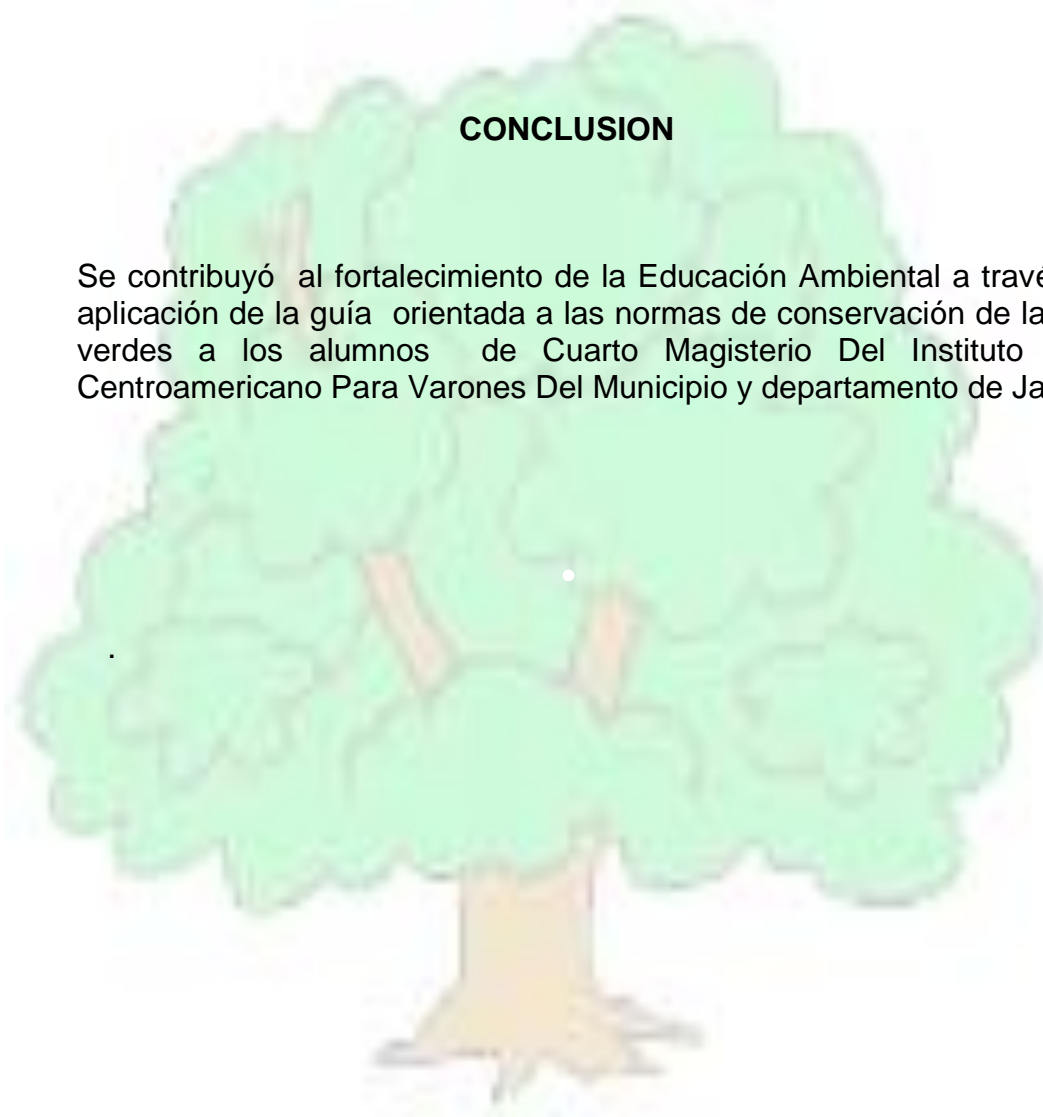 CONCLUSION
Se contribuyó al fortalecimiento de la Educación Ambiental a travé
aplicación de la guía orientada a las normas de conservación de la
verdes a los alumnos de Cuarto Magisterio Del Instituto
Centroamericano Para Varones Del Municipio y departamento de Ja
.